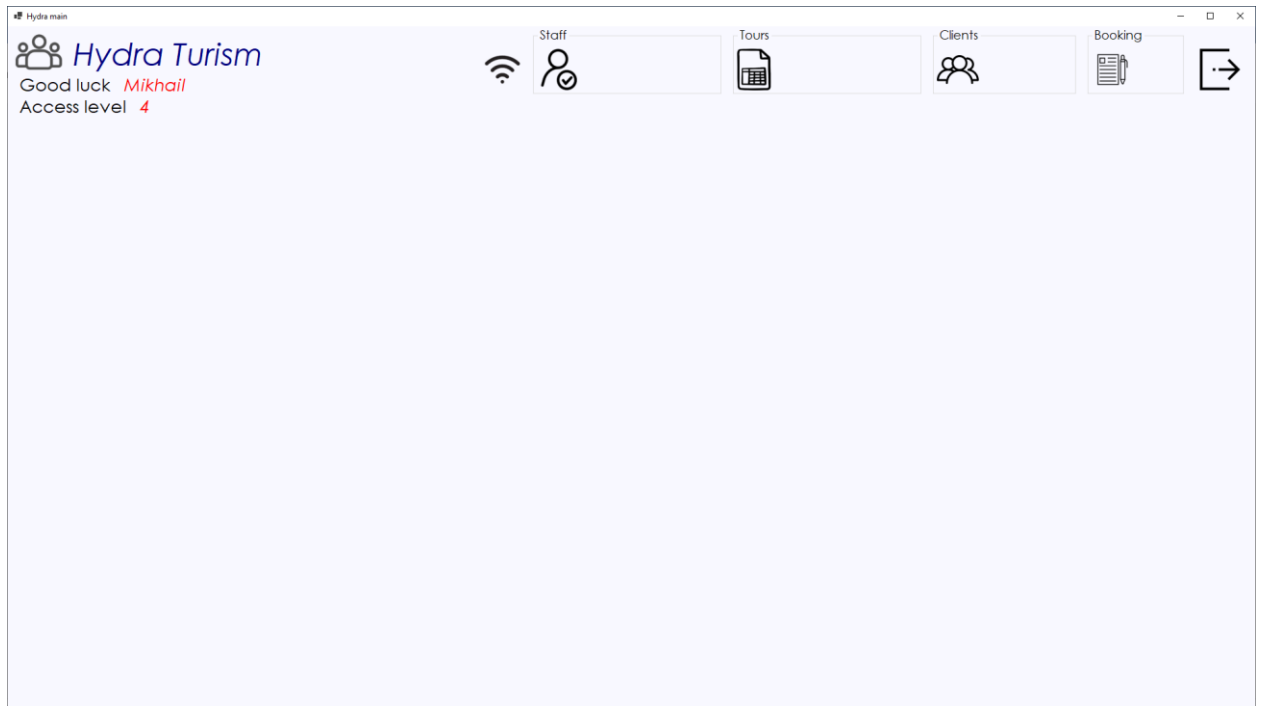 Hydra main
Hydra Turism
Good luck Mikhail
Access level 4
Staff
Tours
Clients
Booking